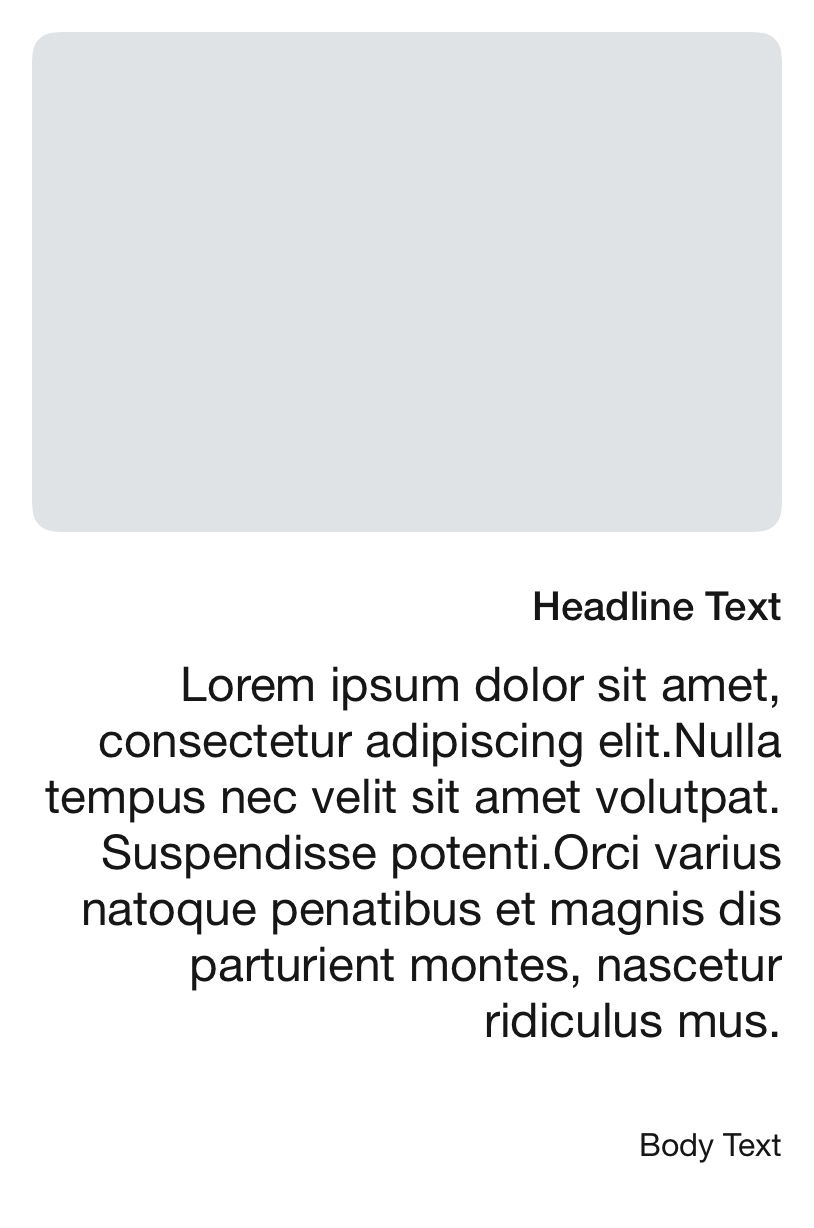 Headline Text
Lorem ipsum dolor sit amet,
consectetur adipiscing elit.Nulla
tempus nec velit sit amet volutpat.
Suspendisse potenti.Orci varius
natoque penatibus et magnis dis
parturient montes, nascetur
ridiculus mus.
Body Text